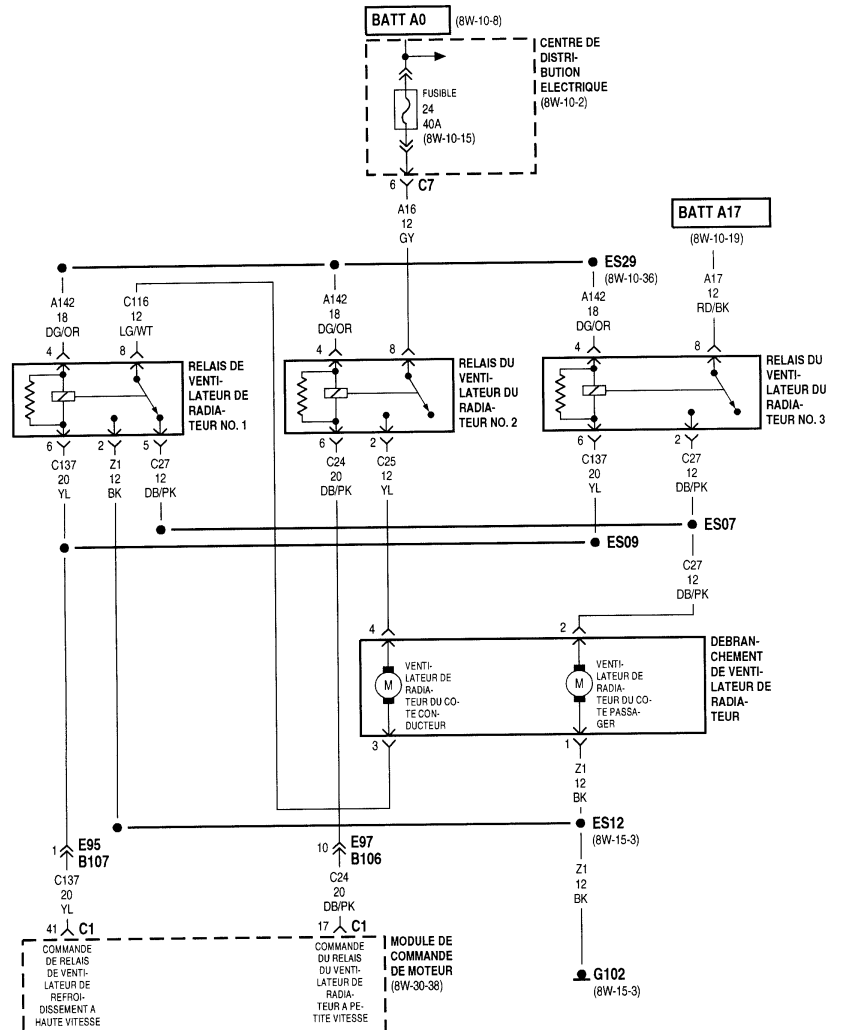 BATT A0
(8W-10-8)
CENTRE DE
DISTRI-
BUTION
ELECTRIQUE
(8W-10-2)
FUSIBLE
24
40A
(8W-10-15)
6
C7
A16
12
GY
BATT A17
(8W-10-19)
ES29
(8W-10-36)
A142
18
DG/OR
C116
12
LG/WT
A142
18
DG/OR
A142
18
DG/OR
A17
12
RD/BK
4
8
4
8
4
8
RELAIS DE
VENTI-
LATEUR DE
RADIA-
TEUR NO. 1
RELAIS DU
VENTI-
LATEUR DU
RADIA-
TEUR NO. 2
RELAIS DU
VENTI-
LATEUR DU
RADIA-
TEUR NO. 3
6
2
5
6
2
6
2
C137
20
YL
Z1
12
BK
C27
12
DB/PK
C24
20
DB/PK
C25
12
YL
C137
20
YL
C27
12
DB/PK
ES07
ES09
C27
12
DB/PK
4
2
M
VENTI-
LATEUR DE
RADIA-
TEUR DU CO-
TE CON-
DUCTEUR
M
VENTI-
LATEUR DE
RADIA-
TEUR DU CO-
TE PASSA-
GER
DEBRAN-
CHEMENT
DE VENTI-
LATEUR DE
RADIA-
TEUR
3
1
Z1
12
BK
ES12
(8W-15-3)
1
E95
B107
10
E97
B106
C137
20
YL
C24
20
DB/PK
Z1
12
BK
41
C1
17
C1
COMMANDE
DE RELAIS
DE VENTI-
LATEUR DE
REFROI-
DISSEMENT A
HAUTE VITESSE
COMMANDE
DU RELAIS
DU VENTI-
LATEUR DE
RADIA-
TEUR A PE-
TITE VITESSE
MODULE DE
COMMANDE
DE MOTEUR
(8W-30-38)
G102
(8W-15-3)